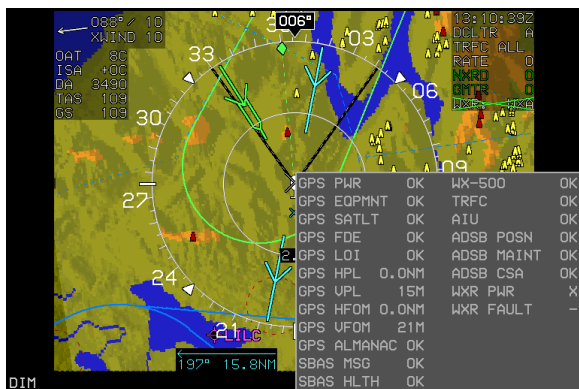 088° / 10
XWIND 10
OAT 8C
ISA +0C
DA 3490
TAS 109
GS 109
006°
13:10:39Z
DCLTR A
TRFC ALL
RATE 0
NXRD 0
GMTR 0
WXR WXA
33
03
30
06
27
09
24
21
LILC
197° 15.8NM
DIM
GPS PWR OK WX-500 OK
GPS EQPMNT OK TRFC OK
GPS SATLT OK AIU OK
GPS FDE OK ADSB POSN OK
GPS LOI OK ADSB MAINT OK
GPS HPL 0.0NM ADSB CSA OK
GPS VPL 15M WXR PWR X
GPS HFOM 0.0NM WXR FAULT -
GPS VFOM 21M
GPS ALMANAC OK
SBAS MSG OK
SBAS HLTH OK